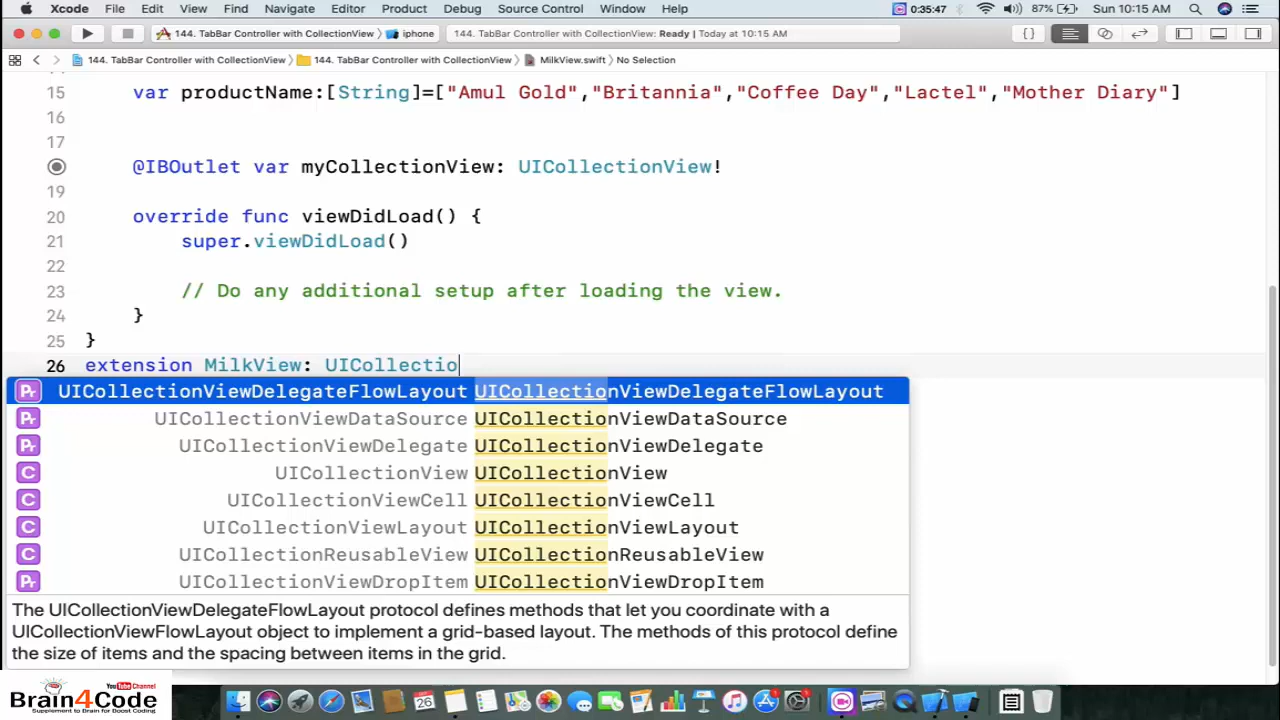 Xcode File Edit View Find Navigate Editor Product Debug Source Control Window Help 0:35:47 87% Sun 10:15 AM
144. TabBar Controller with CollectionView iphone 144. TabBar Controller with CollectionView: Ready | Today at 10:15 AM
144. TabBar Controller with CollectionView 144. TabBar Controller with CollectionView MilkView.swift No Selection
15 var productName:[String]=["Amul Gold","Britannia","Coffee Day","Lactel","Mother Diary"]
16
17
@IBOutlet var myCollectionView: UICollectionView!
19
20 override func viewDidLoad() {
21 super.viewDidLoad()
22
23 // Do any additional setup after loading the view.
24 }
25 }
26 extension MilkView: UICollectio
Pr UICollectionViewDelegateFlowLayout UICollectionViewDelegateFlowLayout
Pr UICollectionViewDataSource UICollectionViewDataSource
Pr UICollectionViewDelegate UICollectionViewDelegate
C UICollectionView UICollectionView
C UICollectionViewCell UICollectionViewCell
C UICollectionViewLayout UICollectionViewLayout
C UICollectionReusableView UICollectionReusableView
Pr UICollectionViewDropItem UICollectionViewDropItem
The UICollectionViewDelegateFlowLayout protocol defines methods that let you coordinate with a
UICollectionViewFlowLayout object to implement a grid-based layout. The methods of this protocol define
the size of items and the spacing between items in the grid.
YouTube Channel
Brain4Code
Supplement to Brain for Boost Coding
26